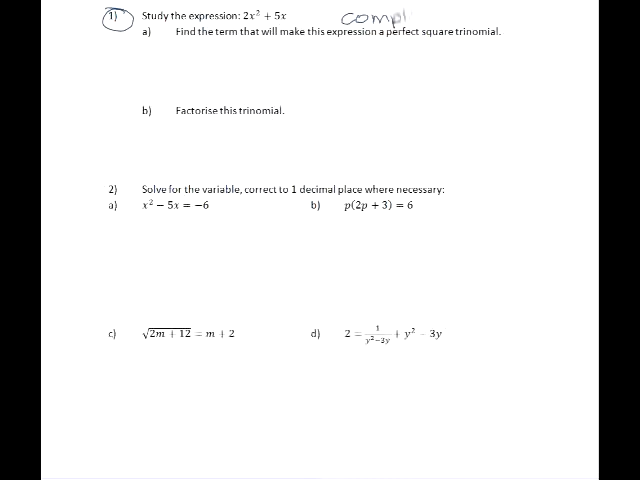 1) Study the expression: 2x² + 5x comp
a) Find the term that will make this expression a perfect square trinomial.
b) Factorise this trinomial.
2) Solve for the variable, correct to 1 decimal place where necessary:
a) x² − 5x = −6 b) p(2p + 3) = 6
c) √(2m + 12) = m + 2 d) 2 = 1/(y²−3y) + y² − 3y